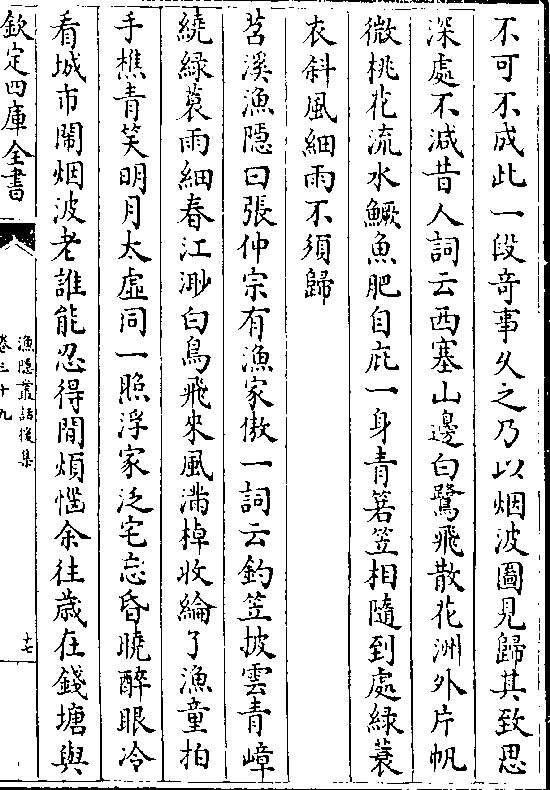 不可不成此一段奇事久之乃以烟波圖見歸其致思
深處不減昔人詞云西塞山邊白鷺飛散花洲外片帆
微桃花流水鱖魚肥自庇一身青箬笠相隨到處緑蓑
衣斜風細雨不須歸
苕溪漁隱曰張仲宗有漁家傲一詞云釣笠披雲青嶂
繞緑蓑雨細春江渺白鳥飛來風滿棹收綸了漁童拍
手樵青笑明月太虚同一照浮家泛宅忘昏曉醉眼冷
看城市鬧烟波老誰能忍得閒煩惱余往歳在錢塘與
欽定四庫全書
漁隱叢話後集
卷三十九
十七